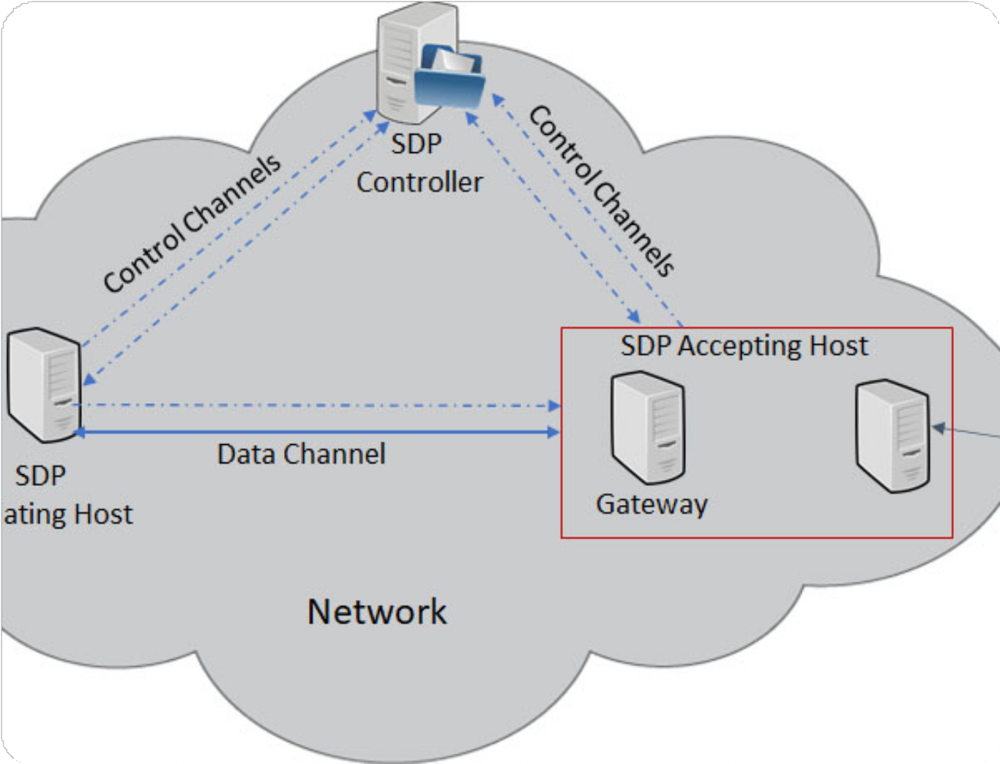 SDP
Controller
Control Channels
Control Channels
SDP Accepting Host
Data Channel
Gateway
SDP
ating Host
Network